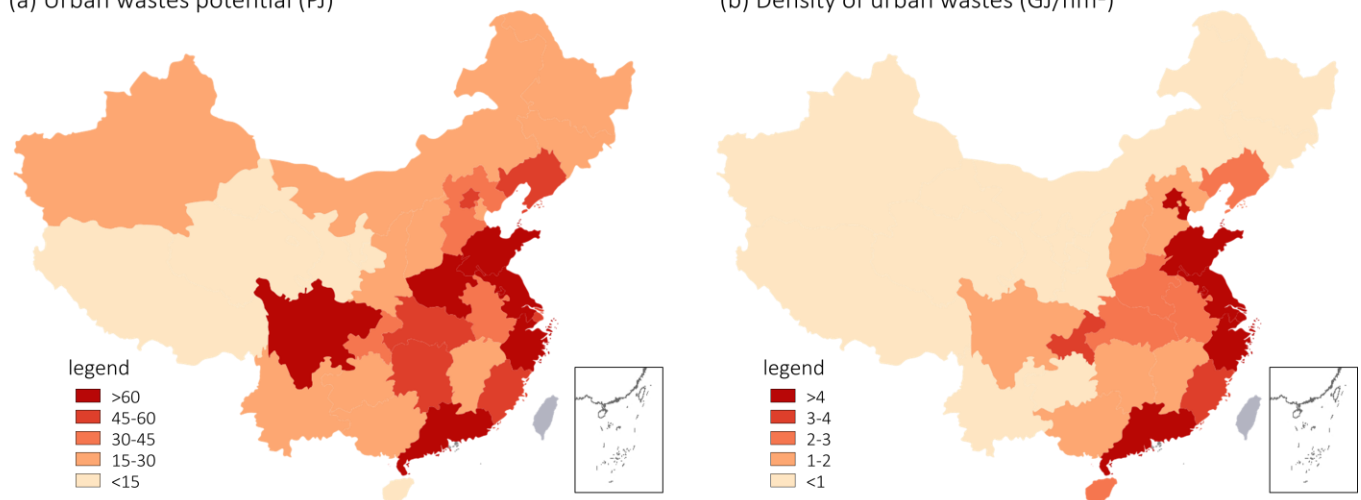 (a) Urban wastes potential (PJ)
(b) Density of urban wastes (GJ/hm²)
legend
>60
45-60
30-45
15-30
<15
legend
>4
3-4
2-3
1-2
<1